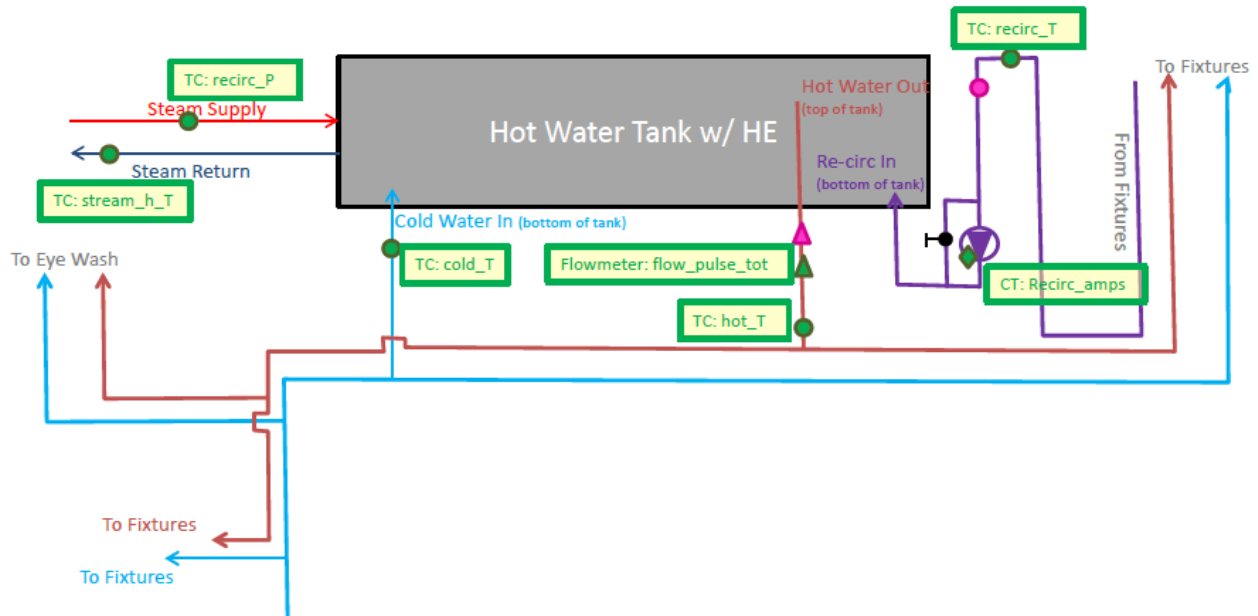 TC: recirc_T
TC: recirc_P
To Fixtures
Steam Supply
Hot Water Out
(top of tank)
Hot Water Tank w/ HE
Re-circ In
(bottom of tank)
From Fixtures
Steam Return
TC: stream_h_T
Cold Water In (bottom of tank)
To Eye Wash
TC: cold_T
Flowmeter: flow_pulse_tot
CT: Recirc_amps
TC: hot_T
To Fixtures
To Fixtures